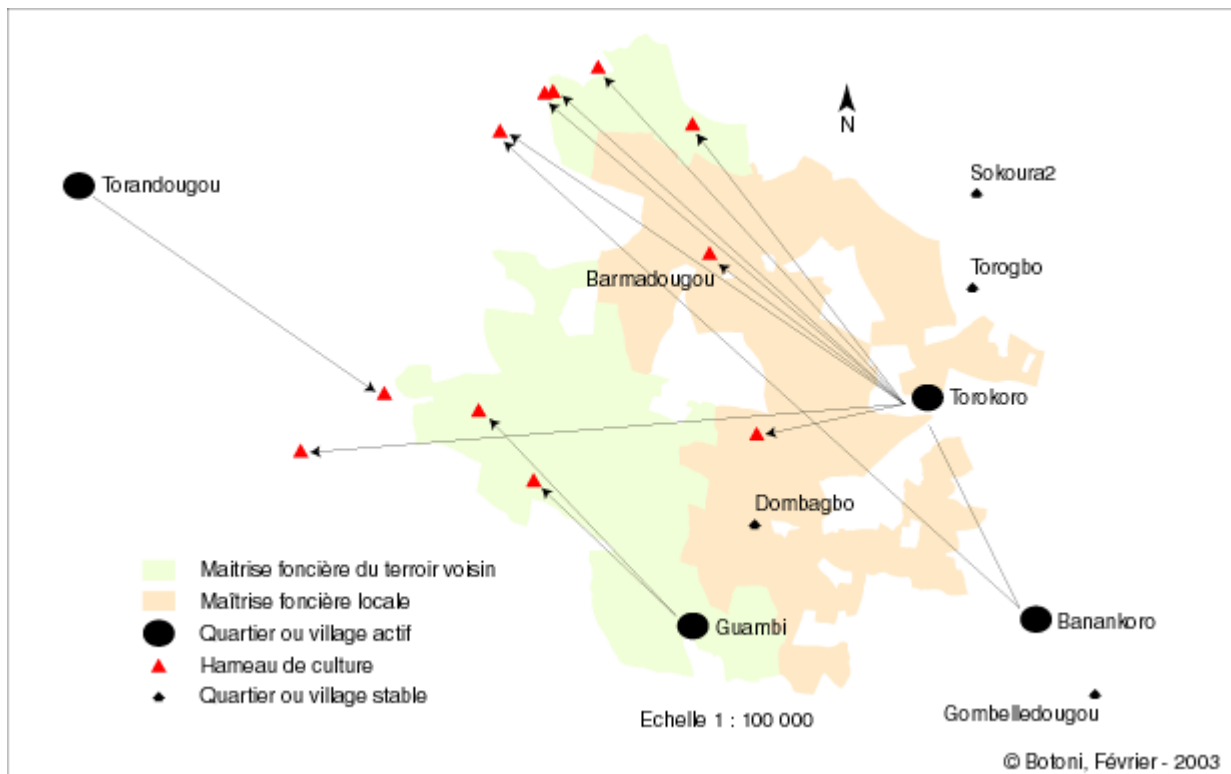 N
Sokoura2
Torandougou
Torogbo
Barmadougou
Torokoro
Dombagbo
Maitrise foncière du terroir voisin
Maîtrise foncière locale
Quartier ou village actif
Guambi
Banankoro
Hameau de culture
Quartier ou village stable
Echelle 1 : 100 000
Gombelledougou
© Botoni, Février - 2003